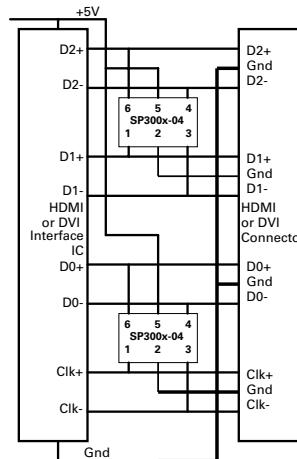 +5V
D2+ D2+
Gnd
D2- D2-
6 5 4
SP300x-04
1 2 3
D1+ D1+
Gnd
D1- D1-
HDMI HDMI
or DVI or DVI
Interface Connector
IC
D0+ D0+
Gnd
D0- D0-
6 5 4
SP300x-04
1 2 3
Clk+ Clk+
Gnd
Clk- Clk-
Gnd